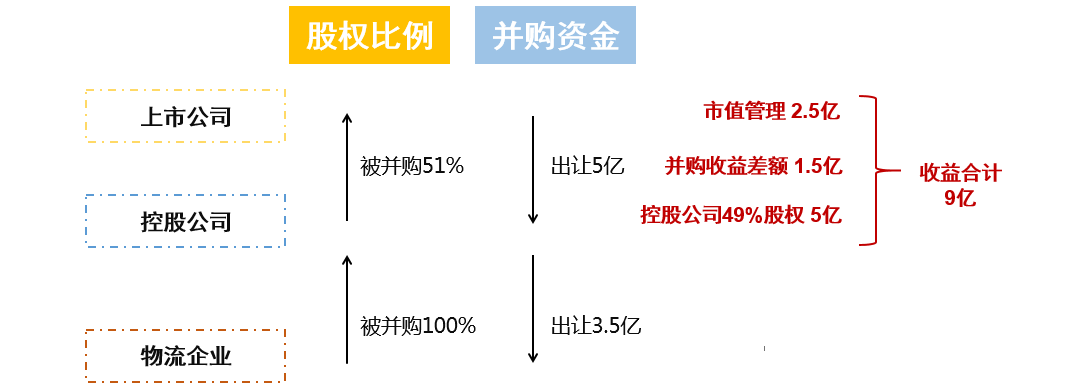 股权比例
并购资金
上市公司
市值管理 2.5亿
被并购51%
出让5亿
并购收益差额 1.5亿
收益合计
9亿
控股公司
控股公司49%股权 5亿
被并购100%
出让3.5亿
物流企业